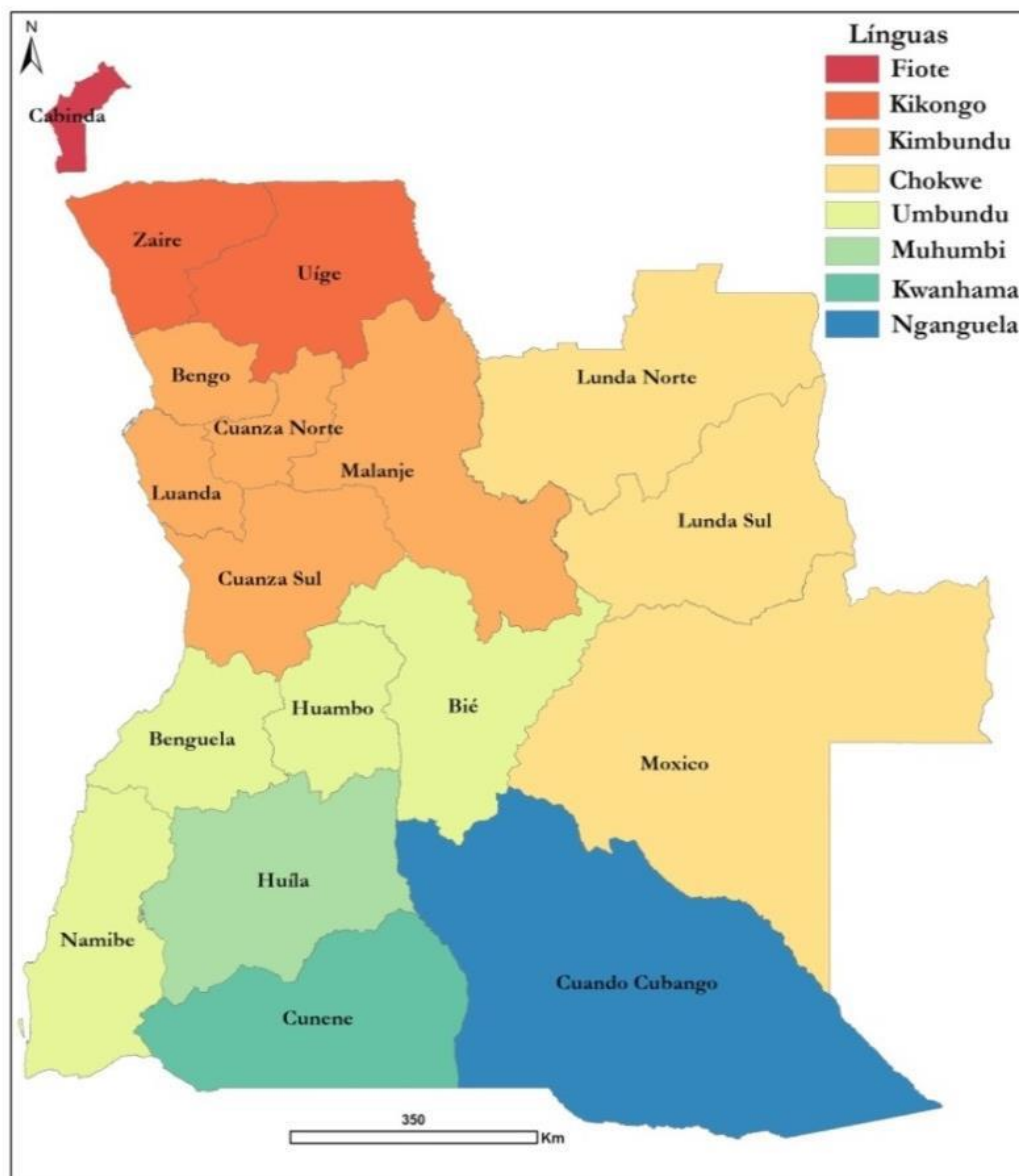 N
Línguas
Fiote
Kikongo
Kimbundu
Chokwe
Umbundu
Muhumbi
Kwanhama
Nganguela
Cabinda
Zaire
Uíge
Bengo
Cuanza Norte
Luanda
Malanje
Cuanza Sul
Lunda Norte
Lunda Sul
Benguela
Huambo
Bié
Moxico
Huíla
Namibe
Cunene
Cuando Cubango
350
Km